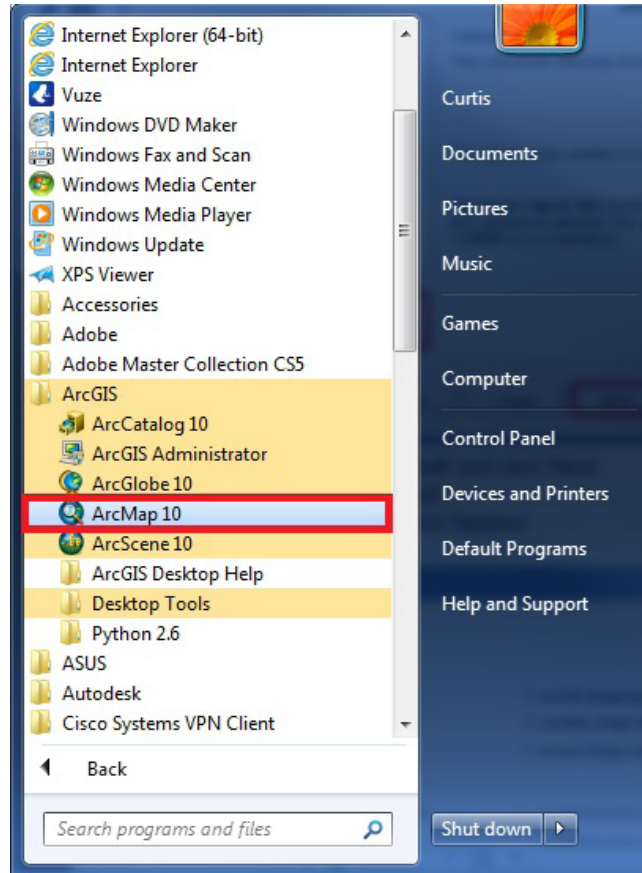 Internet Explorer (64-bit)
Internet Explorer
Vuze
Windows DVD Maker
Windows Fax and Scan
Windows Media Center
Windows Media Player
Windows Update
XPS Viewer
Accessories
Adobe
Adobe Master Collection CS5
ArcGIS
ArcCatalog 10
ArcGIS Administrator
ArcGlobe 10
ArcMap 10
ArcScene 10
ArcGIS Desktop Help
Desktop Tools
Python 2.6
ASUS
Autodesk
Cisco Systems VPN Client
Back
Search programs and files
Curtis
Documents
Pictures
Music
Games
Computer
Control Panel
Devices and Printers
Default Programs
Help and Support
Shut down